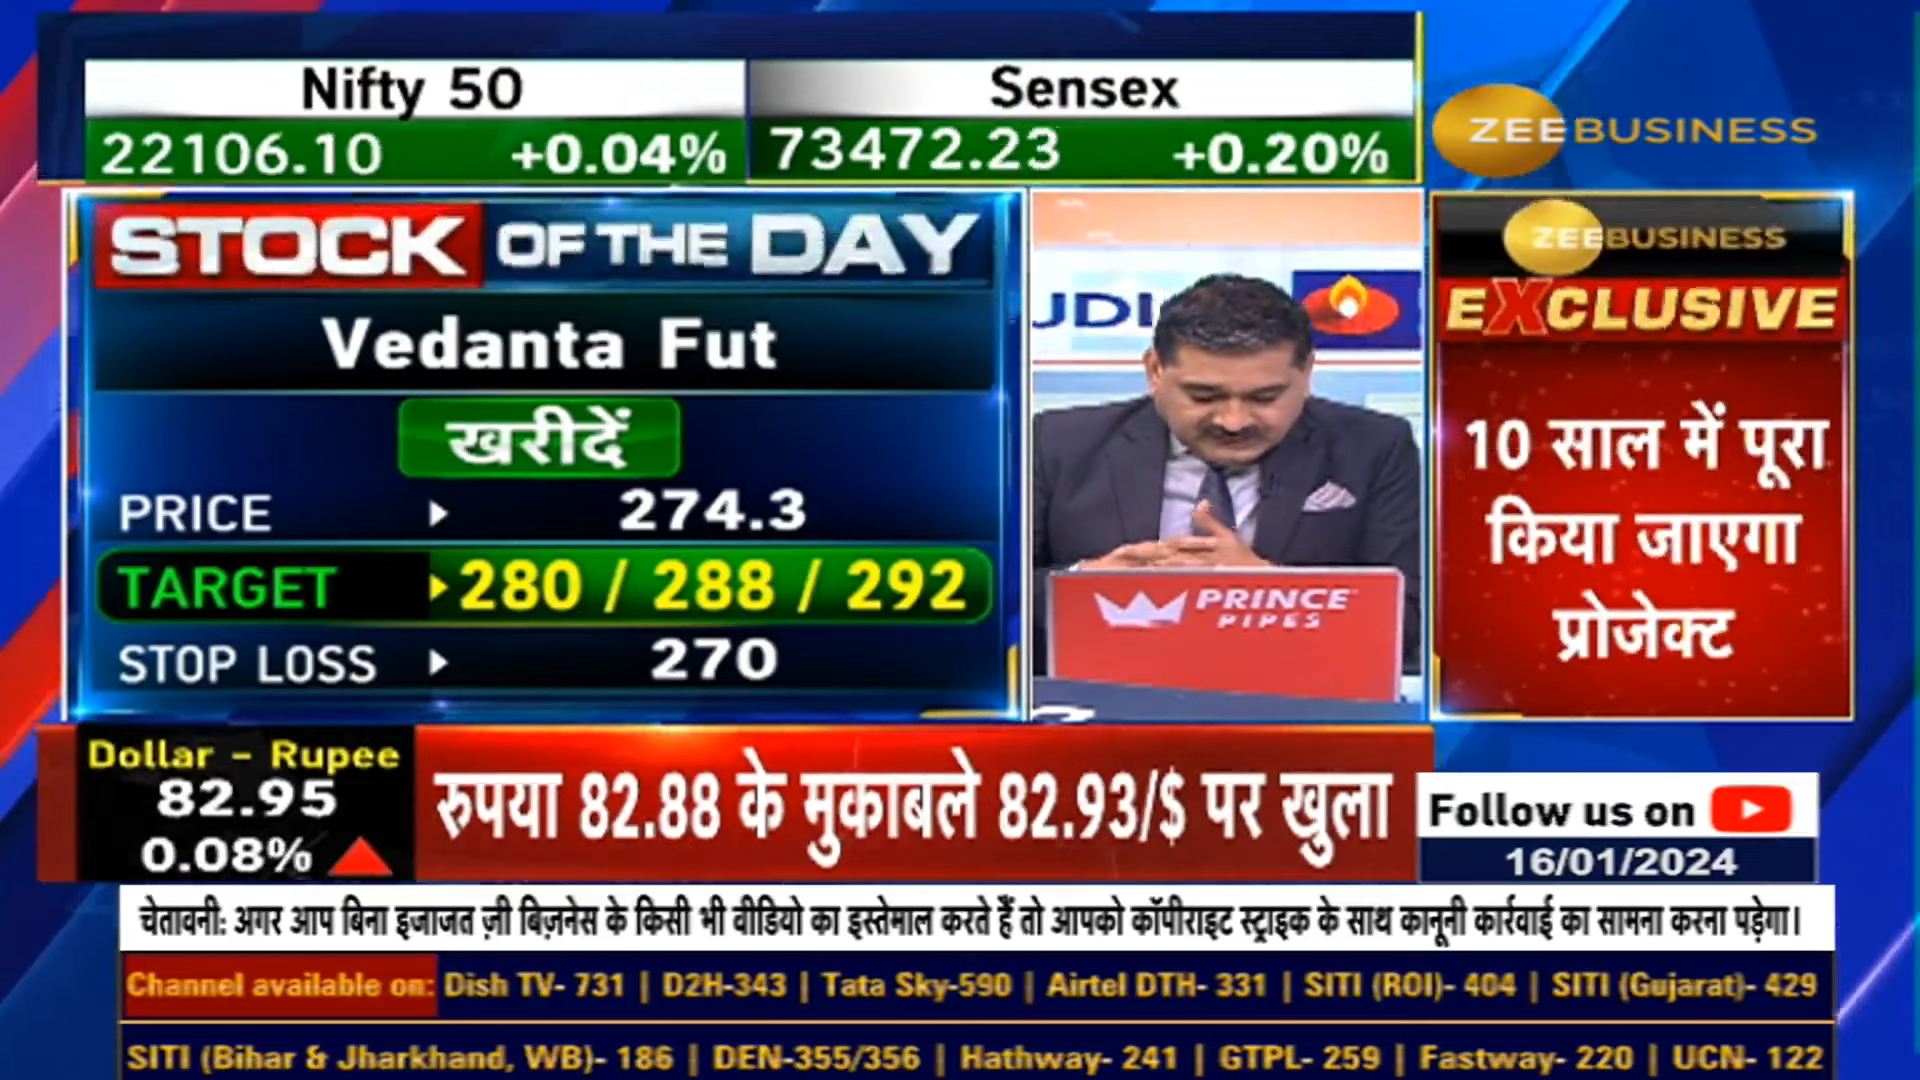 Nifty 50
22106.10 +0.04%
Sensex
73472.23 +0.20%
ZEEBUSINESS
STOCK OF THE DAY
Vedanta Fut
खरीदें
PRICE 274.3
TARGET 280 / 288 / 292
STOP LOSS 270
JDI
PRINCE
PIPES
ZEEBUSINESS
EXCLUSIVE
10 साल में पूरा
किया जाएगा
प्रोजेक्ट
Dollar - Rupee
82.95
0.08%
रुपया 82.88 के मुकाबले 82.93/$ पर खुला
Follow us on
16/01/2024
चेतावनी: अगर आप बिना इजाजत ज़ी बिज़नेस के किसी भी वीडियो का इस्तेमाल करते हैं तो आपको कॉपीराइट स्ट्राइक के साथ कानूनी कार्रवाई का सामना करना पड़ेगा।
Channel available on: Dish TV- 731 | D2H-343 | Tata Sky-590 | Airtel DTH- 331 | SITI (ROI)- 404 | SITI (Gujarat)- 429
SITI (Bihar & Jharkhand, WB)- 186 | DEN-355/356 | Hathway- 241 | GTPL- 259 | Fastway- 220 | UCN- 122